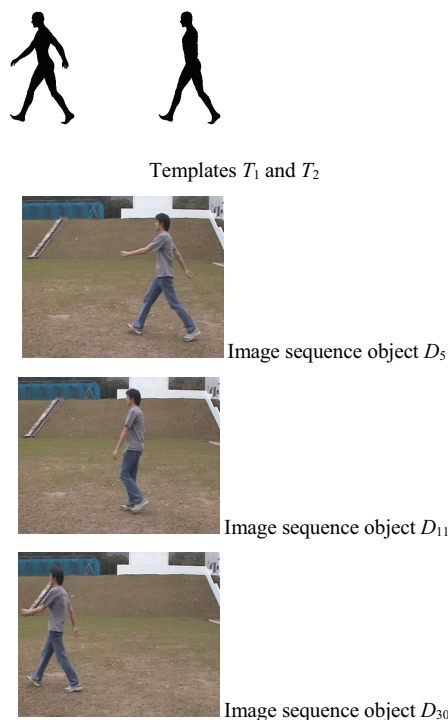 Templates T₁ and T₂
Image sequence object D₅
Image sequence object D₁₁
Image sequence object D₃₀